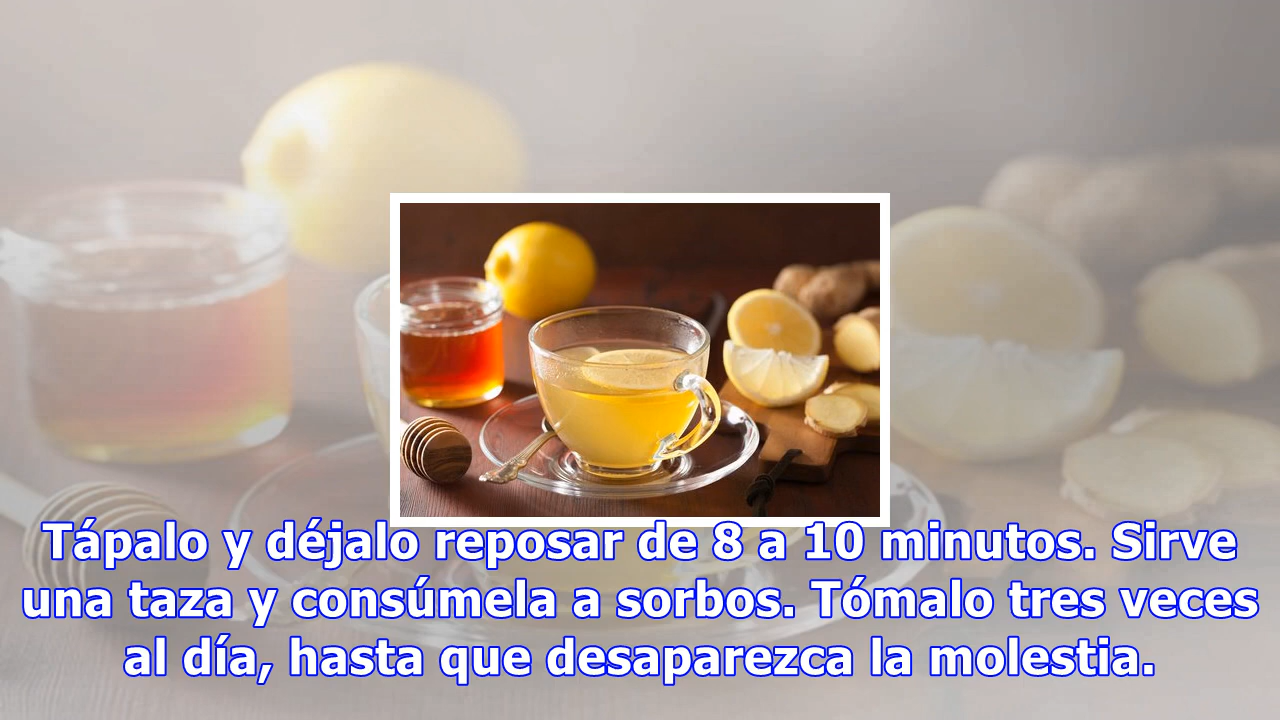 Tápalo y déjalo reposar de 8 a 10 minutos. Sirve
una taza y consúmela a sorbos. Tómalo tres veces
al día, hasta que desaparezca la molestia.